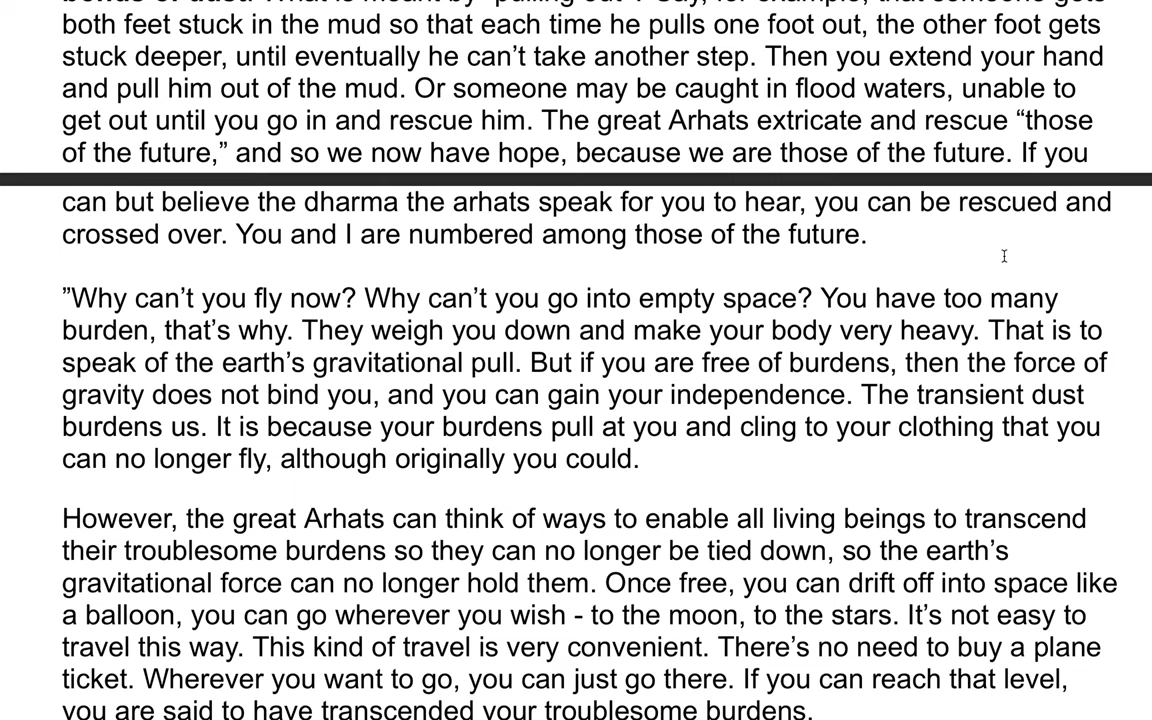 bonds of dust. What is meant by “pulling out”? Say, for example, that someone gets
both feet stuck in the mud so that each time he pulls one foot out, the other foot gets
stuck deeper, until eventually he can’t take another step. Then you extend your hand
and pull him out of the mud. Or someone may be caught in flood waters, unable to
get out until you go in and rescue him. The great Arhats extricate and rescue “those
of the future,” and so we now have hope, because we are those of the future. If you
can but believe the dharma the arhats speak for you to hear, you can be rescued and
crossed over. You and I are numbered among those of the future.
”Why can’t you fly now? Why can’t you go into empty space? You have too many
burden, that’s why. They weigh you down and make your body very heavy. That is to
speak of the earth’s gravitational pull. But if you are free of burdens, then the force of
gravity does not bind you, and you can gain your independence. The transient dust
burdens us. It is because your burdens pull at you and cling to your clothing that you
can no longer fly, although originally you could.
However, the great Arhats can think of ways to enable all living beings to transcend
their troublesome burdens so they can no longer be tied down, so the earth’s
gravitational force can no longer hold them. Once free, you can drift off into space like
a balloon, you can go wherever you wish - to the moon, to the stars. It’s not easy to
travel this way. This kind of travel is very convenient. There’s no need to buy a plane
ticket. Wherever you want to go, you can just go there. If you can reach that level,
you are said to have transcended your troublesome burdens.